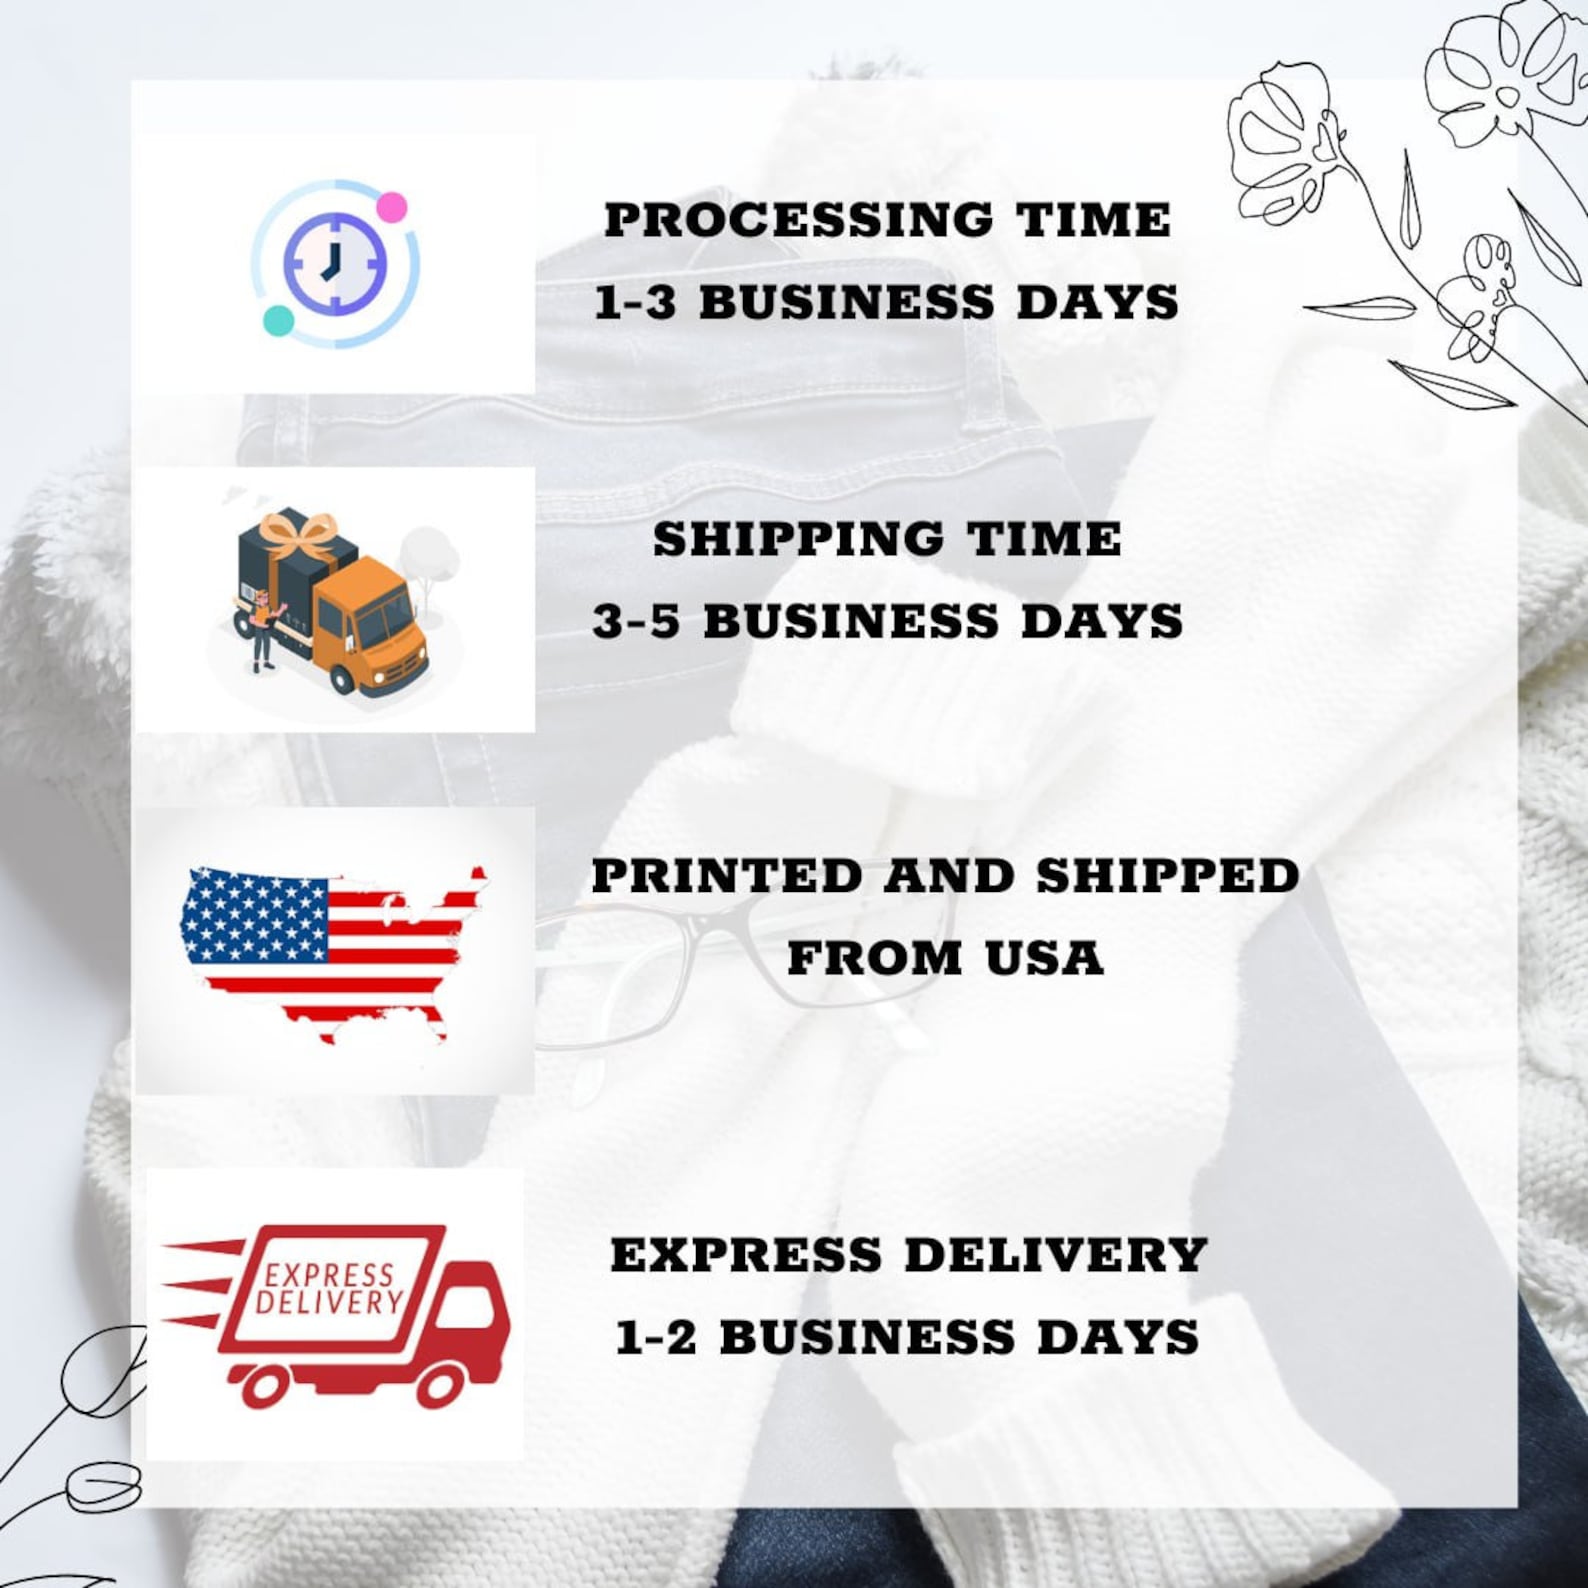 PROCESSING TIME
1-3 BUSINESS DAYS
SHIPPING TIME
3-5 BUSINESS DAYS
PRINTED AND SHIPPED
FROM USA
EXPRESS
DELIVERY
EXPRESS DELIVERY
1-2 BUSINESS DAYS